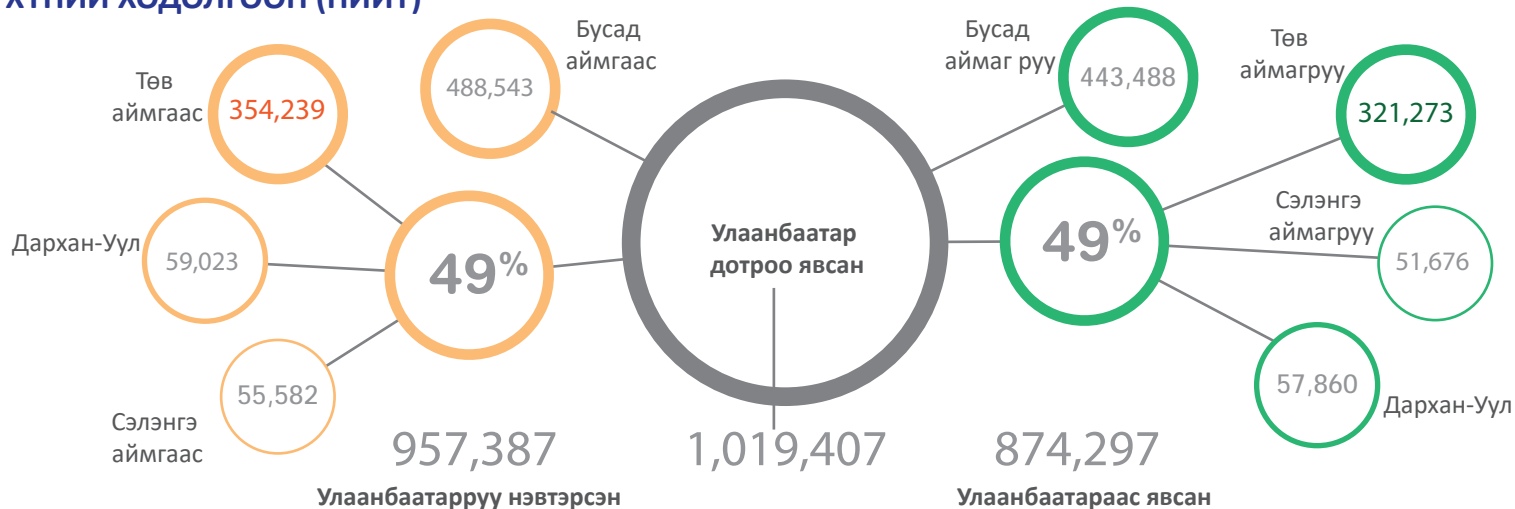 Төв
аймгаас
354,239
Бусад
аймгаас
488,543
Дархан-Уул
59,023
49%
Сэлэнгэ
аймгаас
55,582
957,387
Улаанбаатарруу нэвтэрсэн
Улаанбаатар
дотроо явсан
1,019,407
Бусад
аймаг руу
443,488
Төв
аймагруу
321,273
49%
Сэлэнгэ
аймагруу
51,676
57,860
Дархан-Уул
874,297
Улаанбаатараас явсан